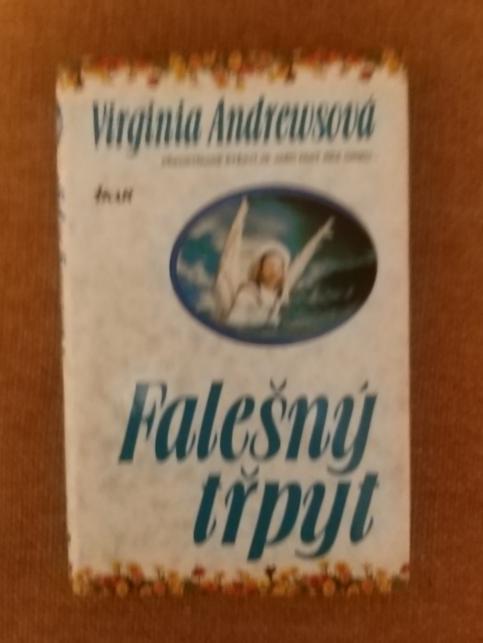 Virginia Andrewsová
IKAR
Falešný
třpyt